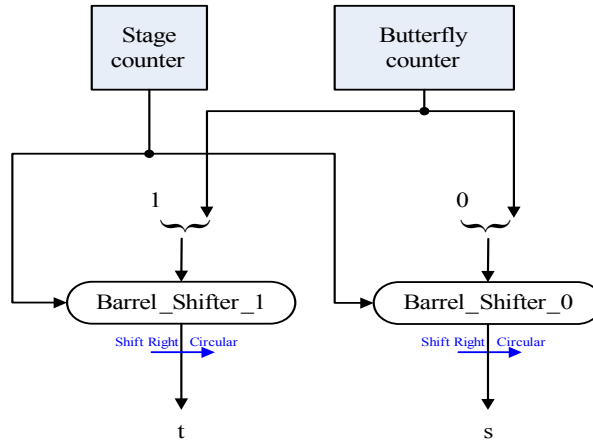 Stage
counter
Butterfly
counter
1
0
Barrel_Shifter_1
Barrel_Shifter_0
Shift Right Circular
Shift Right Circular
t
s